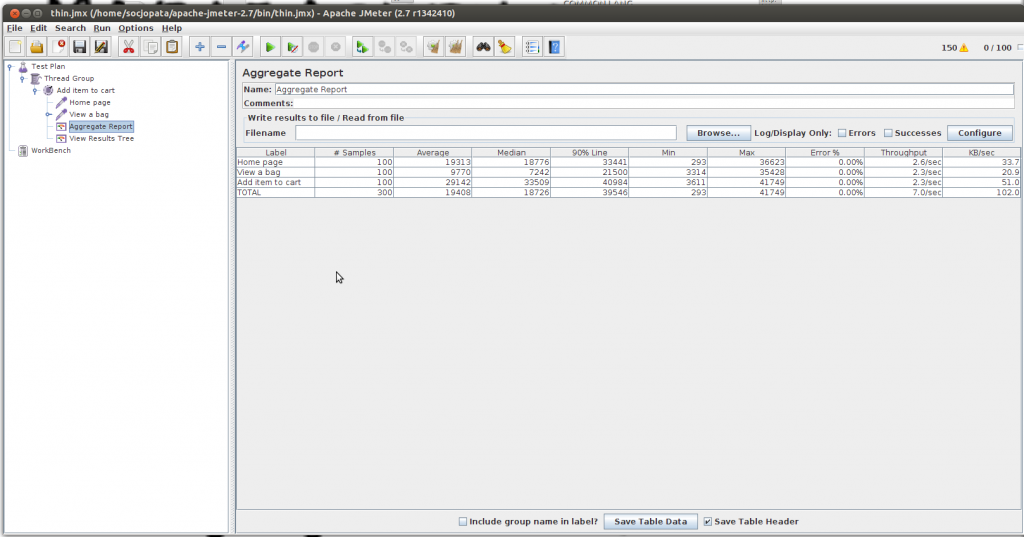 thin.jmx (/home/socjopata/apache-jmeter-2.7/bin/thin.jmx) - Apache JMeter (2.7 r1342410)
File Edit Search Run Options Help
150 0 / 100
Test Plan
Thread Group
Add item to cart
Home page
View a bag
Aggregate Report
View Results Tree
WorkBench
Aggregate Report
Name: Aggregate Report
Comments:
Write results to file / Read from file
Filename Browse... Log/Display Only: Errors Successes Configure
Label # Samples Average Median 90% Line Min Max Error % Throughput KB/sec
Home page 100 19313 18776 33441 293 36623 0.00% 2.6/sec 33.7
View a bag 100 9770 7242 21500 3314 35428 0.00% 2.3/sec 20.9
Add item to cart 100 29142 33509 40984 3611 41749 0.00% 2.3/sec 51.0
TOTAL 300 19408 18726 39546 293 41749 0.00% 7.0/sec 102.0
Include group name in label? Save Table Data Save Table Header